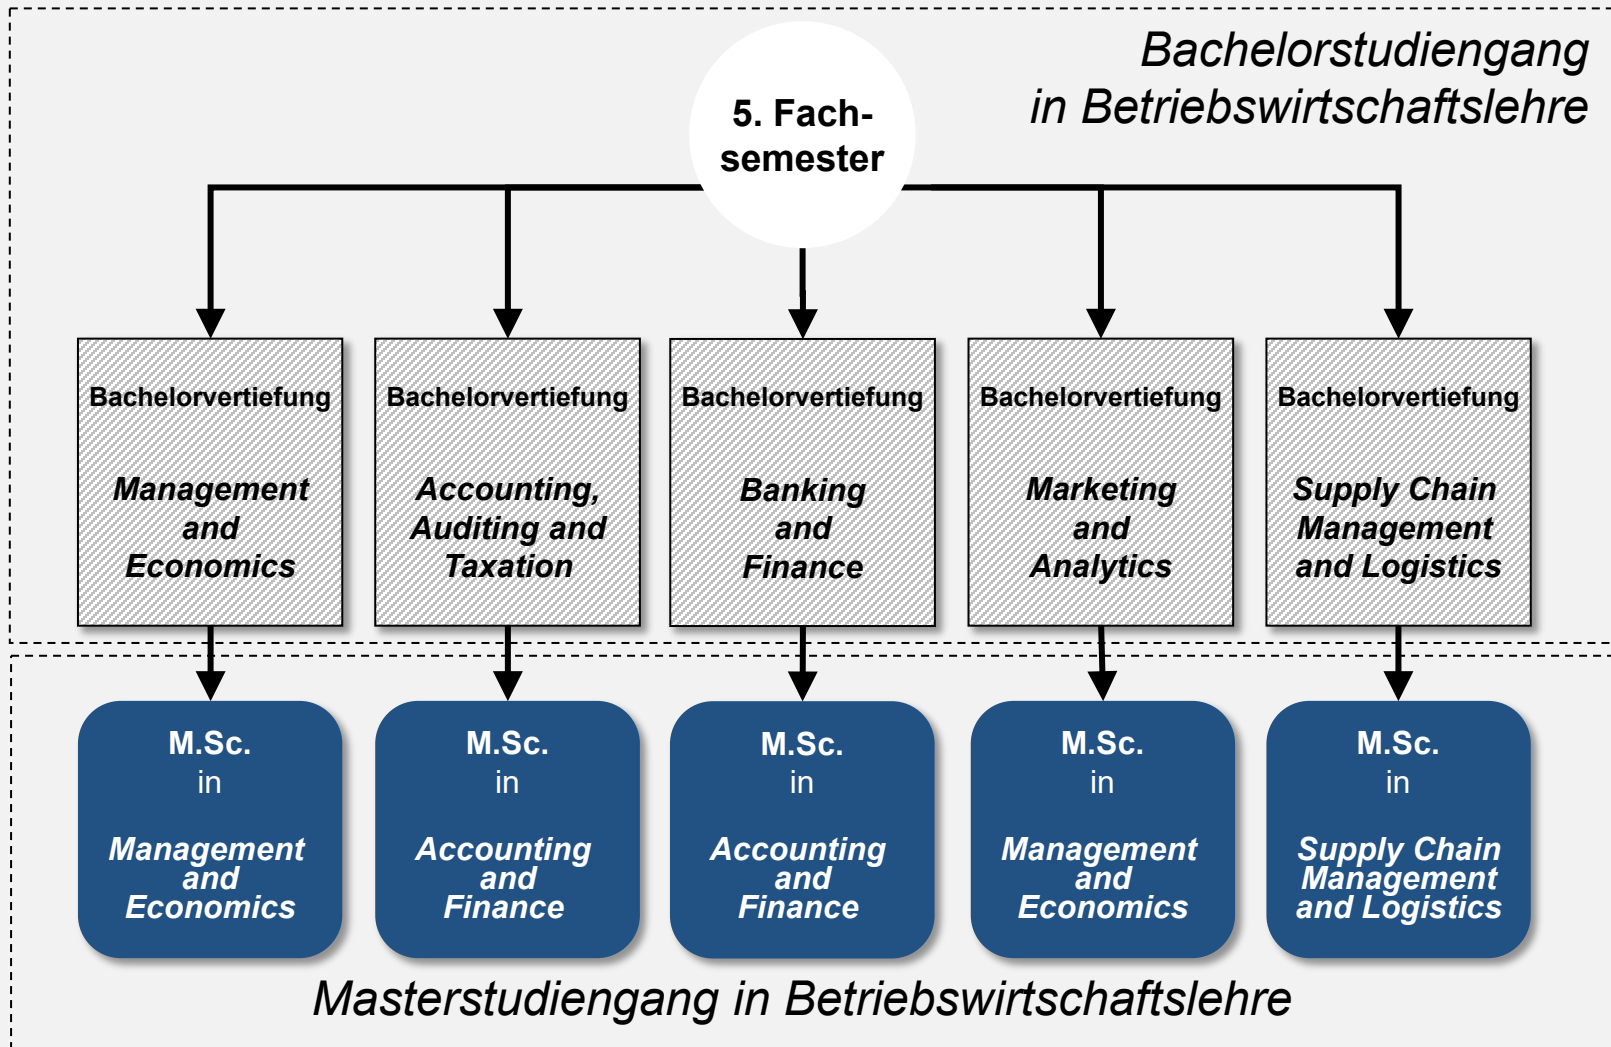 Bachelorstudiengang
in Betriebswirtschaftslehre
5. Fach-
semester
Bachelorvertiefung
Management
and
Economics
Bachelorvertiefung
Accounting,
Auditing and
Taxation
Bachelorvertiefung
Banking
and
Finance
Bachelorvertiefung
Marketing
and
Analytics
Bachelorvertiefung
Supply Chain
Management
and Logistics
M.Sc.
in
Management
and
Economics
M.Sc.
in
Accounting
and
Finance
M.Sc.
in
Accounting
and
Finance
M.Sc.
in
Management
and
Economics
M.Sc.
in
Supply Chain
Management
and Logistics
Masterstudiengang in Betriebswirtschaftslehre